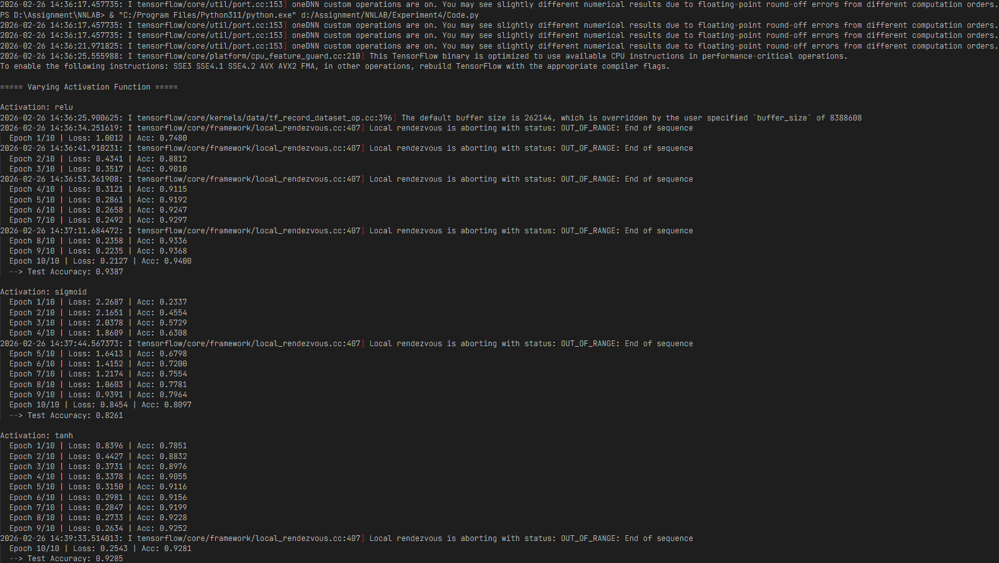 2026-02-26 14:36:17.457735: I tensorflow/core/util/port.cc:153] oneDNN custom operations are on. You may see slightly different numerical results due to floating-point round-off errors from different computation orders.
PS D:\Assignment\NNLAB> & "C:/Program Files/Python311/python.exe" d:/Assignment/NNLAB/Experiment4/Code.py
2026-02-26 14:36:17.457735: I tensorflow/core/util/port.cc:153] oneDNN custom operations are on. You may see slightly different numerical results due to floating-point round-off errors from different computation orders.
2026-02-26 14:36:17.457735: I tensorflow/core/util/port.cc:153] oneDNN custom operations are on. You may see slightly different numerical results due to floating-point round-off errors from different computation orders.
2026-02-26 14:36:21.971825: I tensorflow/core/util/port.cc:153] oneDNN custom operations are on. You may see slightly different numerical results due to floating-point round-off errors from different computation orders.
2026-02-26 14:36:25.555988: I tensorflow/core/platform/cpu_feature_guard.cc:210] This TensorFlow binary is optimized to use available CPU instructions in performance-critical operations.
To enable the following instructions: SSE3 SSE4.1 SSE4.2 AVX AVX2 FMA, in other operations, rebuild TensorFlow with the appropriate compiler flags.
===== Varying Activation Function =====
Activation: relu
2026-02-26 14:36:25.900625: I tensorflow/core/kernels/data/tf_record_dataset_op.cc:396] The default buffer size is 262144, which is overridden by the user specified `buffer_size` of 8388608
2026-02-26 14:36:34.251619: I tensorflow/core/framework/local_rendezvous.cc:407] Local rendezvous is aborting with status: OUT_OF_RANGE: End of sequence
Epoch 1/10 | Loss: 1.0012 | Acc: 0.7480
2026-02-26 14:36:41.910231: I tensorflow/core/framework/local_rendezvous.cc:407] Local rendezvous is aborting with status: OUT_OF_RANGE: End of sequence
Epoch 2/10 | Loss: 0.4341 | Acc: 0.8812
Epoch 3/10 | Loss: 0.3517 | Acc: 0.9010
2026-02-26 14:36:53.361908: I tensorflow/core/framework/local_rendezvous.cc:407] Local rendezvous is aborting with status: OUT_OF_RANGE: End of sequence
Epoch 4/10 | Loss: 0.3121 | Acc: 0.9115
Epoch 5/10 | Loss: 0.2861 | Acc: 0.9192
Epoch 6/10 | Loss: 0.2658 | Acc: 0.9247
Epoch 7/10 | Loss: 0.2492 | Acc: 0.9297
2026-02-26 14:37:11.684472: I tensorflow/core/framework/local_rendezvous.cc:407] Local rendezvous is aborting with status: OUT_OF_RANGE: End of sequence
Epoch 8/10 | Loss: 0.2358 | Acc: 0.9336
Epoch 9/10 | Loss: 0.2235 | Acc: 0.9368
Epoch 10/10 | Loss: 0.2127 | Acc: 0.9400
--> Test Accuracy: 0.9387
Activation: sigmoid
Epoch 1/10 | Loss: 2.2687 | Acc: 0.2337
Epoch 2/10 | Loss: 2.1651 | Acc: 0.4554
Epoch 3/10 | Loss: 2.0378 | Acc: 0.5729
Epoch 4/10 | Loss: 1.8609 | Acc: 0.6308
2026-02-26 14:37:44.567373: I tensorflow/core/framework/local_rendezvous.cc:407] Local rendezvous is aborting with status: OUT_OF_RANGE: End of sequence
Epoch 5/10 | Loss: 1.6413 | Acc: 0.6798
Epoch 6/10 | Loss: 1.4152 | Acc: 0.7200
Epoch 7/10 | Loss: 1.2174 | Acc: 0.7554
Epoch 8/10 | Loss: 1.0603 | Acc: 0.7781
Epoch 9/10 | Loss: 0.9391 | Acc: 0.7964
Epoch 10/10 | Loss: 0.8454 | Acc: 0.8097
--> Test Accuracy: 0.8261
Activation: tanh
Epoch 1/10 | Loss: 0.8396 | Acc: 0.7851
Epoch 2/10 | Loss: 0.4427 | Acc: 0.8832
Epoch 3/10 | Loss: 0.3731 | Acc: 0.8976
Epoch 4/10 | Loss: 0.3378 | Acc: 0.9055
Epoch 5/10 | Loss: 0.3150 | Acc: 0.9116
Epoch 6/10 | Loss: 0.2981 | Acc: 0.9156
Epoch 7/10 | Loss: 0.2847 | Acc: 0.9199
Epoch 8/10 | Loss: 0.2733 | Acc: 0.9228
Epoch 9/10 | Loss: 0.2634 | Acc: 0.9252
2026-02-26 14:39:33.514013: I tensorflow/core/framework/local_rendezvous.cc:407] Local rendezvous is aborting with status: OUT_OF_RANGE: End of sequence
Epoch 10/10 | Loss: 0.2543 | Acc: 0.9281
--> Test Accuracy: 0.9285